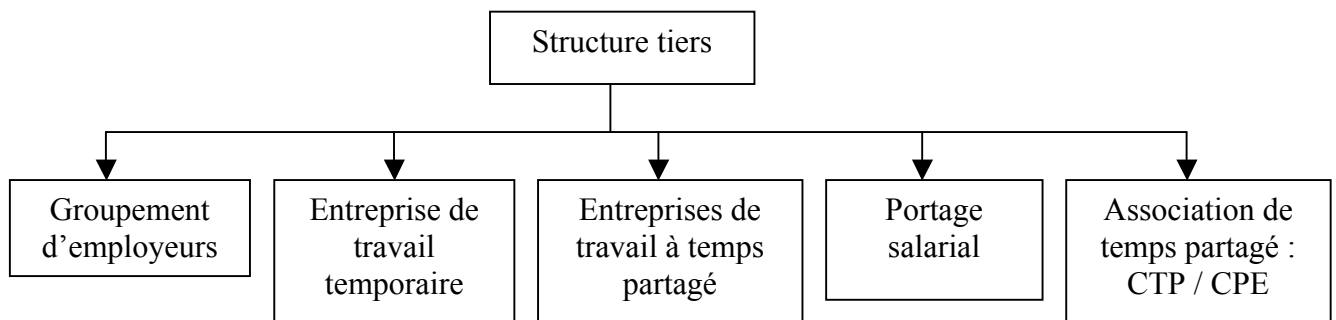 Structure tiers
Groupement
d’employeurs
Entreprise de
travail
temporaire
Entreprises de
travail à temps
partagé
Portage
salarial
Association de
temps partagé :
CTP / CPE